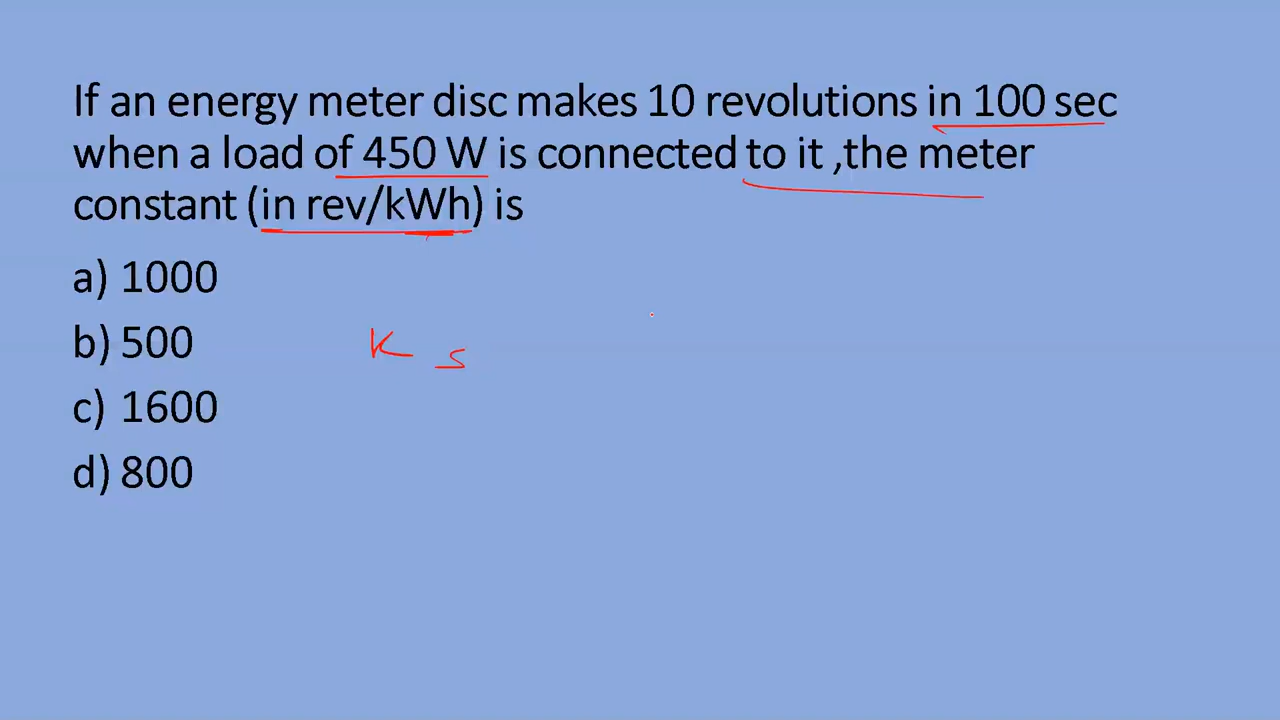 If an energy meter disc makes 10 revolutions in 100 sec
when a load of 450 W is connected to it ,the meter
constant (in rev/kWh) is
a) 1000
b) 500
K s
c) 1600
d) 800